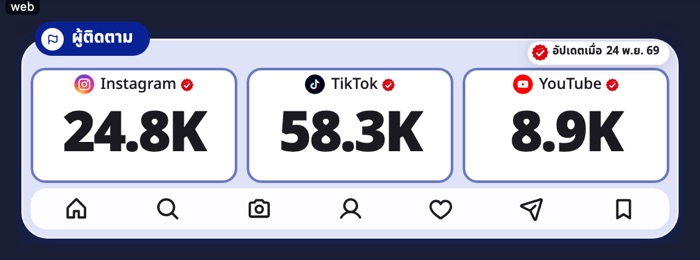 web
ผู้ติดตาม
อัปเดตเมื่อ 24 พ.ย. 69
Instagram
24.8K
TikTok
58.3K
YouTube
8.9K